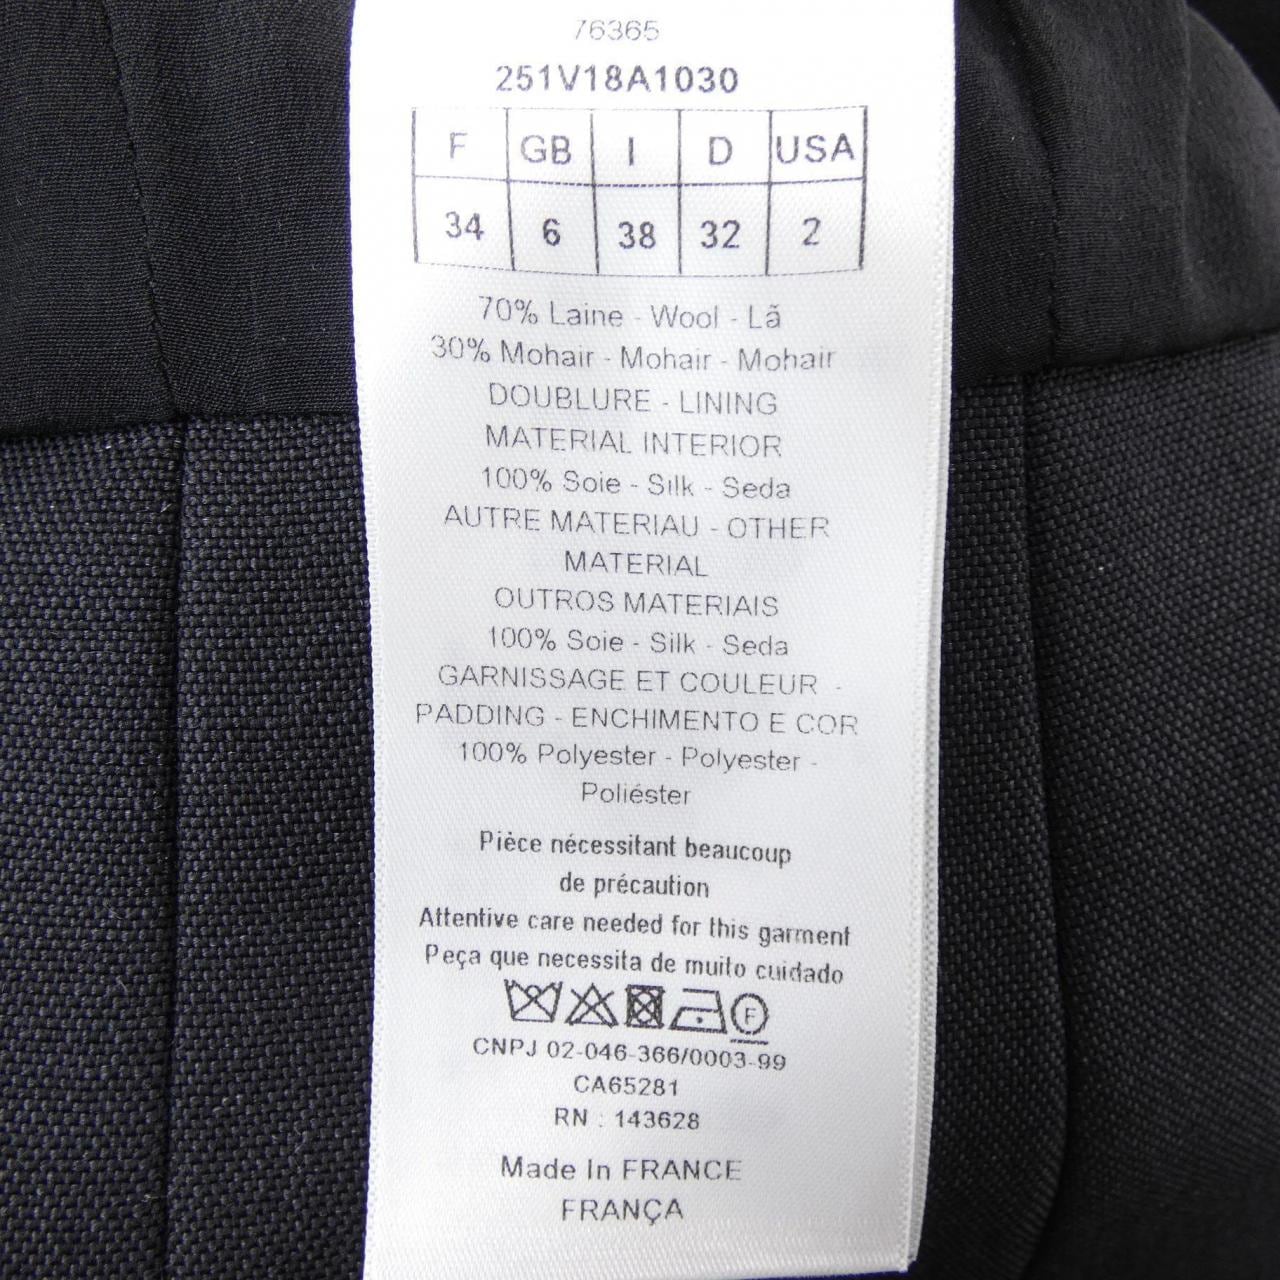 76365
251V18A1030
F GB I D USA
34 6 38 32 2
70% Laine - Wool - Lã
30% Mohair - Mohair - Mohair
DOUBLURE - LINING
MATERIAL INTERIOR
100% Soie - Silk - Seda
AUTRE MATERIAU - OTHER
MATERIAL
OUTROS MATERIAIS
100% Soie - Silk - Seda
GARNISSAGE ET COULEUR -
PADDING - ENCHIMENTO E COR
100% Polyester - Polyester -
Poliéster
Pièce nécessitant beaucoup
de précaution
Attentive care needed for this garment
Peça que necessita de muito cuidado
F
CNPJ 02-046-366/0003-99
CA65281
RN : 143628
Made In FRANCE
FRANÇA